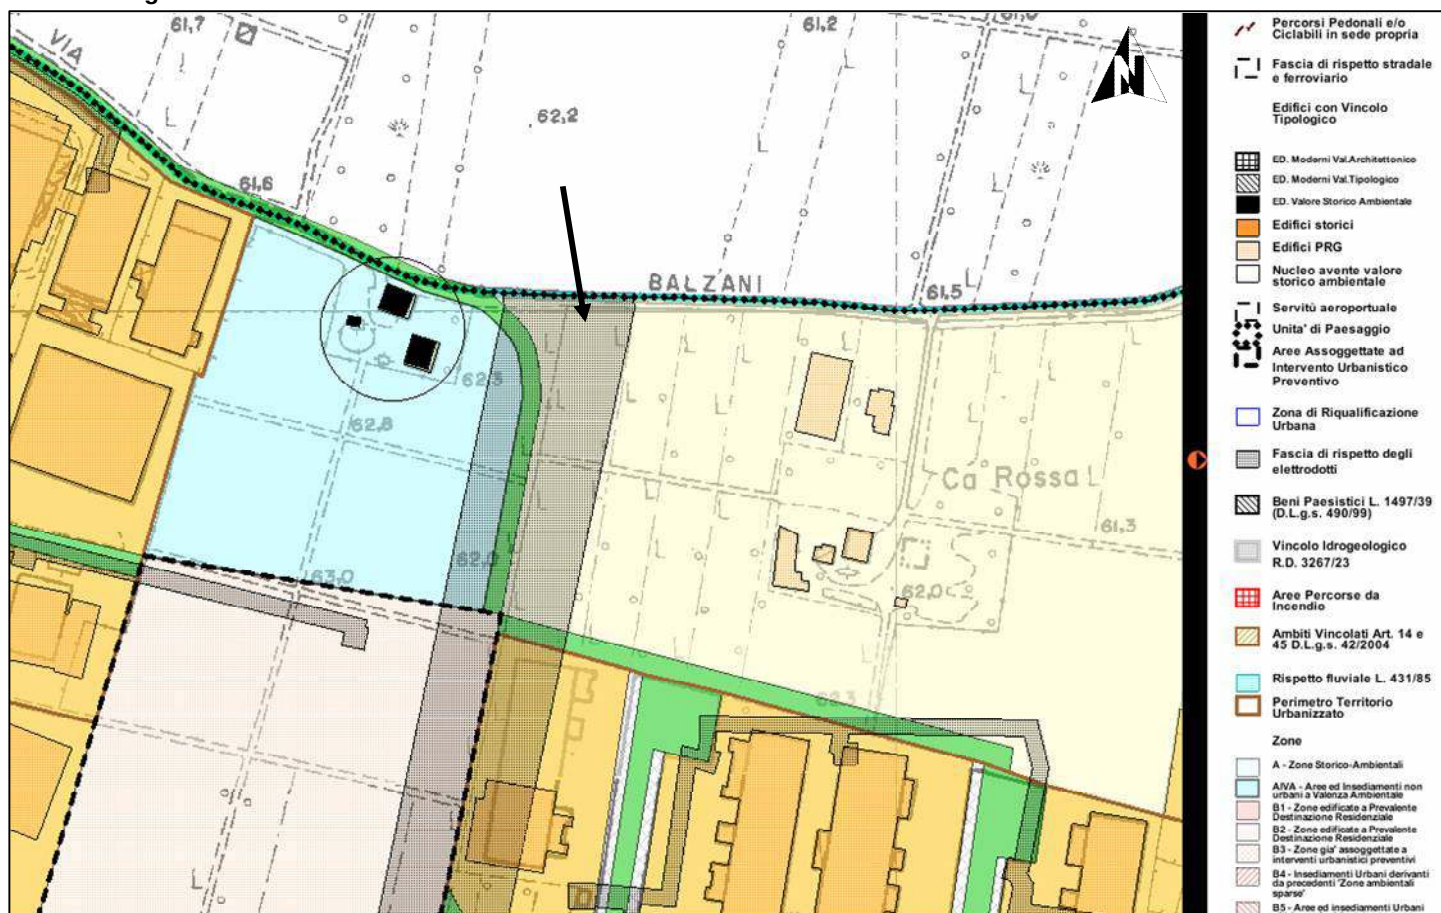 VIA
61,7
61,2
62,2
61,6
BALZANI
61,5
N
62,3
62,8
Ca Rossa
61,3
62,0
63,0
62,0
62,3
L
Percorsi Pedonali e/o
Ciclabili in sede propria
Fascia di rispetto stradale
e ferroviario
Edifici con Vincolo
Tipologico
ED. Moderni Val.Architettonico
ED. Moderni Val.Tipologico
ED. Valore Storico Ambientale
Edifici storici
Edifici PRG
Nucleo avente valore
storico ambientale
Servitù aeroportuale
Unita' di Paesaggio
Aree Assoggettate ad
Intervento Urbanistico
Preventivo
Zona di Riqualificazione
Urbana
Fascia di rispetto degli
elettrodotti
Beni Paesistici L. 1497/39
(D.L.g.s. 490/99)
Vincolo Idrogeologico
R.D. 3267/23
Aree Percorse da
Incendio
Ambiti Vincolati Art. 14 e
45 D.L.g.s. 42/2004
Rispetto fluviale L. 431/85
Perimetro Territorio
Urbanizzato
Zone
A - Zone Storico-Ambientali
AIVA - Aree ed Insediamenti non
urbani a Valenza Ambientale
B1 - Zone edificate a Prevalente
Destinazione Residenziale
B2 - Zone edificate a Prevalente
Destinazione Residenziale
B3 - Zone gia' assoggettate a
interventi urbanistici preventivi
B4 - Insediamenti Urbani derivanti
da precedenti 'Zone ambientali
sparse'
B5 - Aree ed insediamenti Urbani